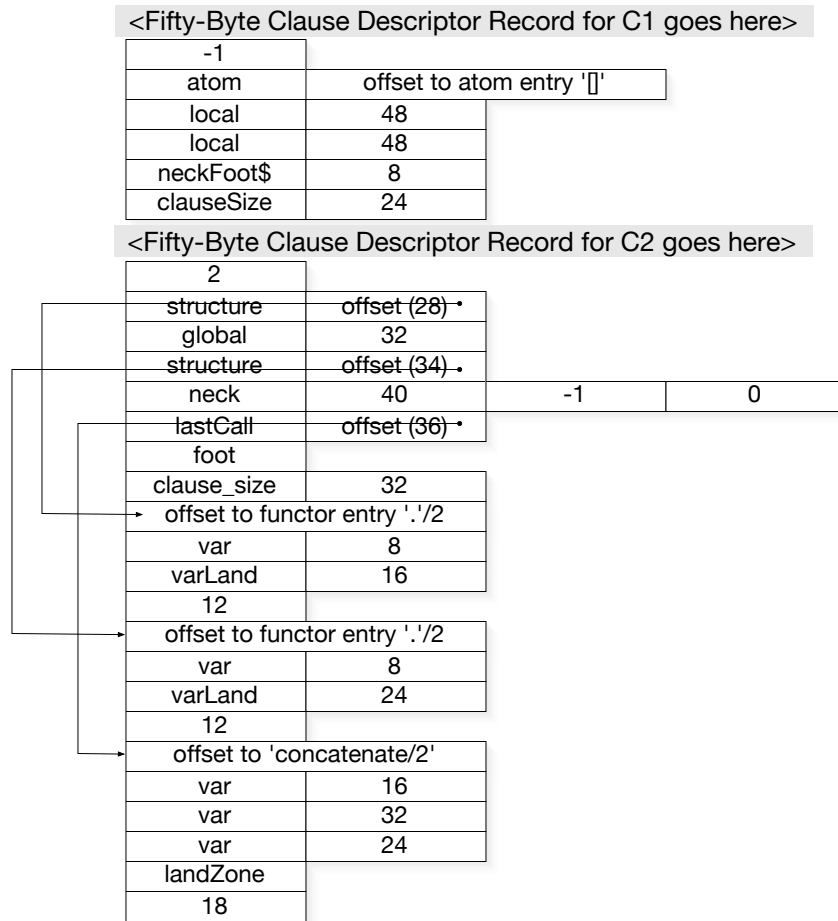 <Fifty-Byte Clause Descriptor Record for C1 goes here>
-1
atom offset to atom entry '[]'
local 48
local 48
neckFoot$ 8
clauseSize 24
<Fifty-Byte Clause Descriptor Record for C2 goes here>
2
structure offset (28)
global 32
structure offset (34)
neck 40 -1 0
lastCall offset (36)
foot
clause_size 32
offset to functor entry '.'/2
var 8
varLand 16
12
offset to functor entry '.'/2
var 8
varLand 24
12
offset to 'concatenate/2'
var 16
var 32
var 24
landZone
18